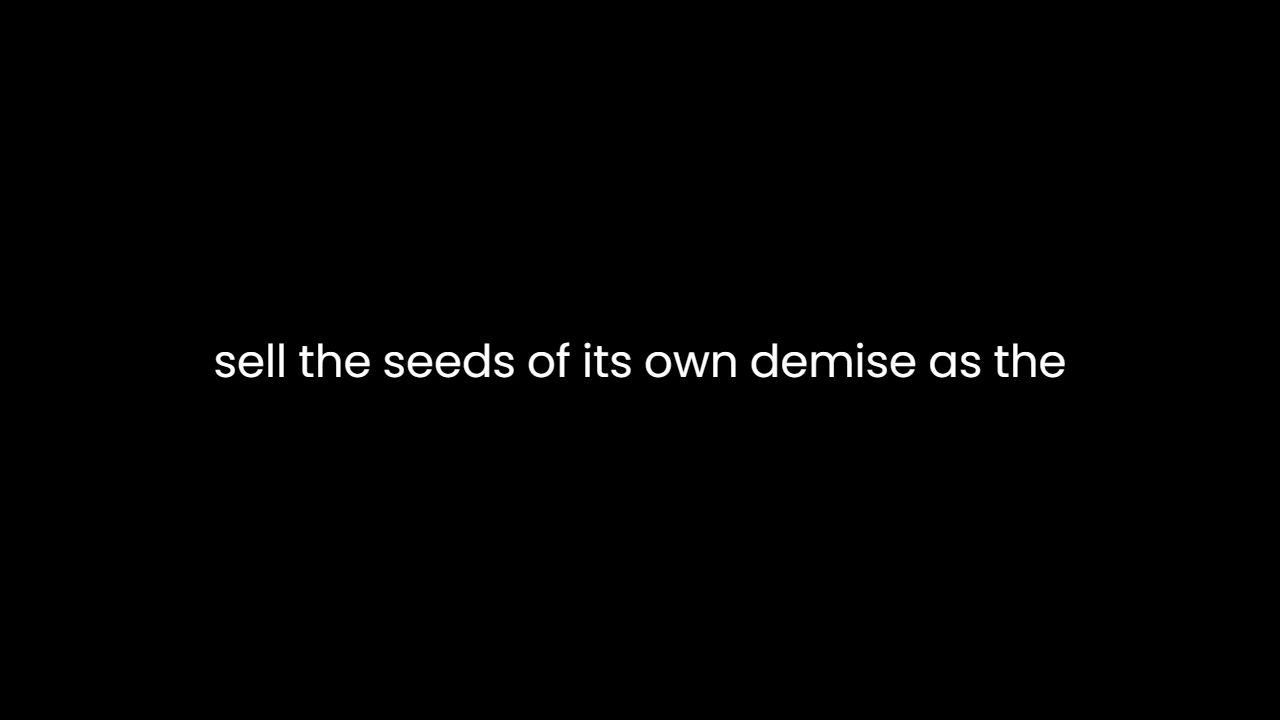 sell the seeds of its own demise as the